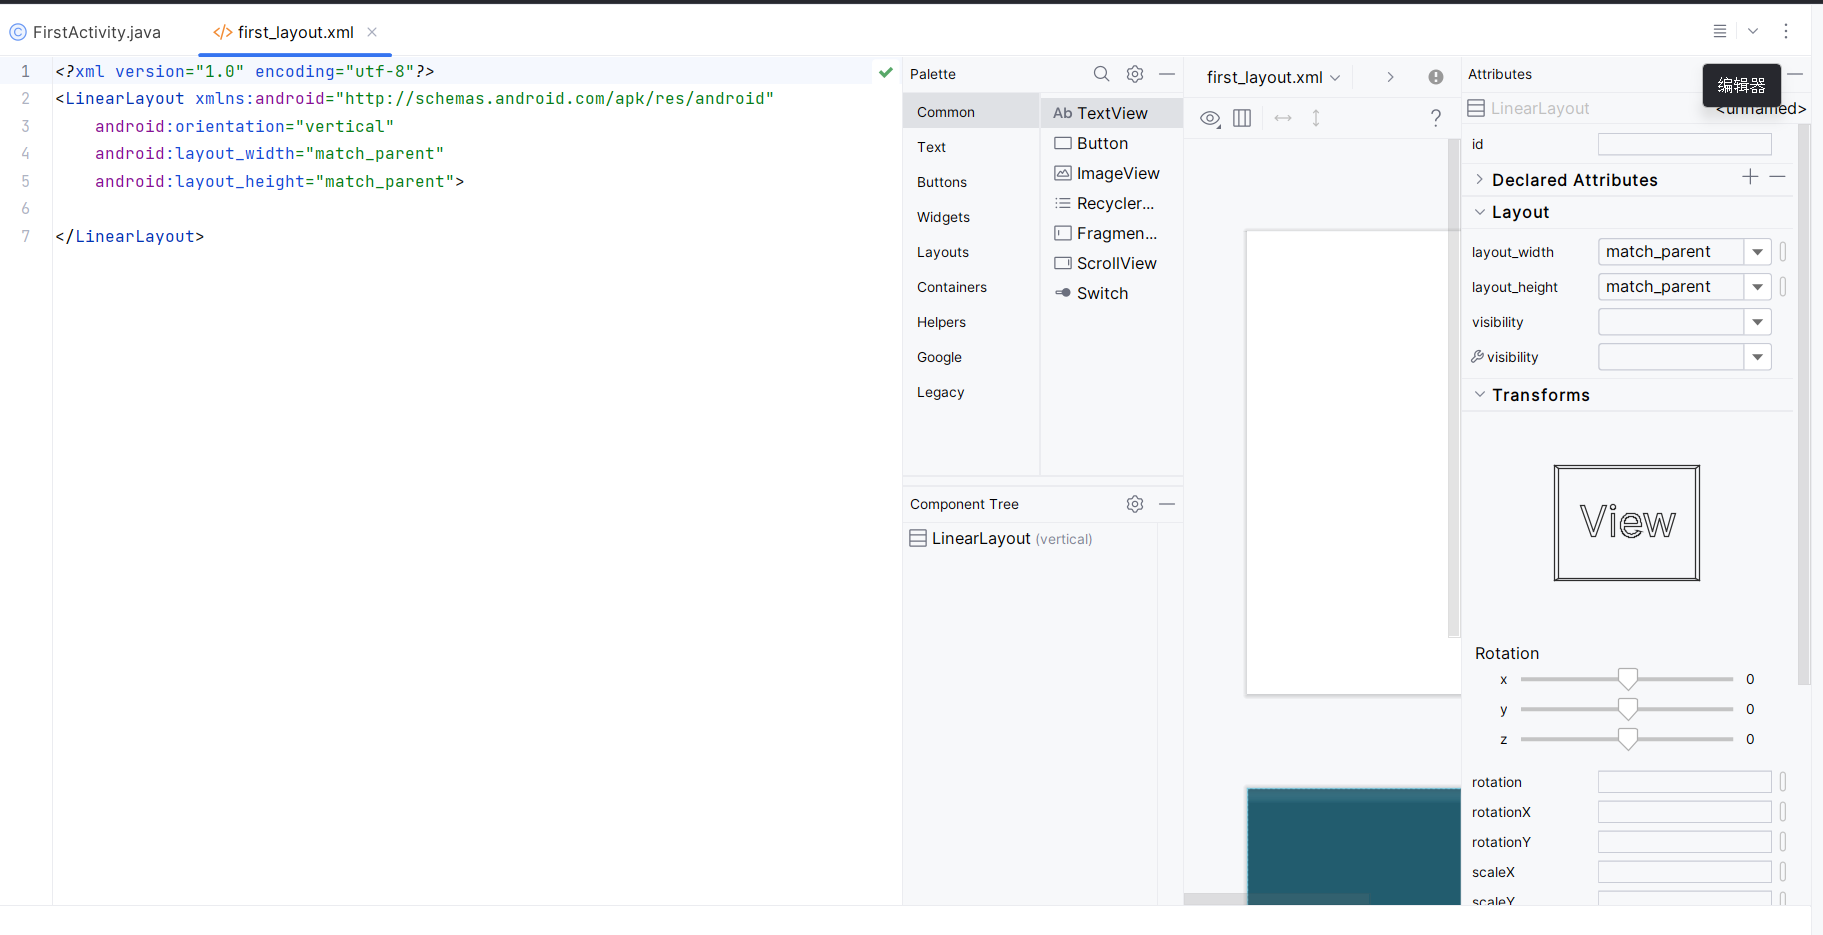 FirstActivity.java
first_layout.xml
1 <?xml version="1.0" encoding="utf-8"?>
2 <LinearLayout xmlns:android="http://schemas.android.com/apk/res/android"
3 android:orientation="vertical"
4 android:layout_width="match_parent"
5 android:layout_height="match_parent">
6
7 </LinearLayout>
Palette
Common
Text
Buttons
Widgets
Layouts
Containers
Helpers
Google
Legacy
Ab TextView
Button
ImageView
Recycler...
Fragmen...
ScrollView
Switch
Component Tree
LinearLayout (vertical)
first_layout.xml
?
Attributes
编辑器
LinearLayout
<unnamed>
id
Declared Attributes
Layout
layout_width match_parent
layout_height match_parent
visibility
visibility
Transforms
View
Rotation
x 0
y 0
z 0
rotation
rotationX
rotationY
scaleX
scaleY